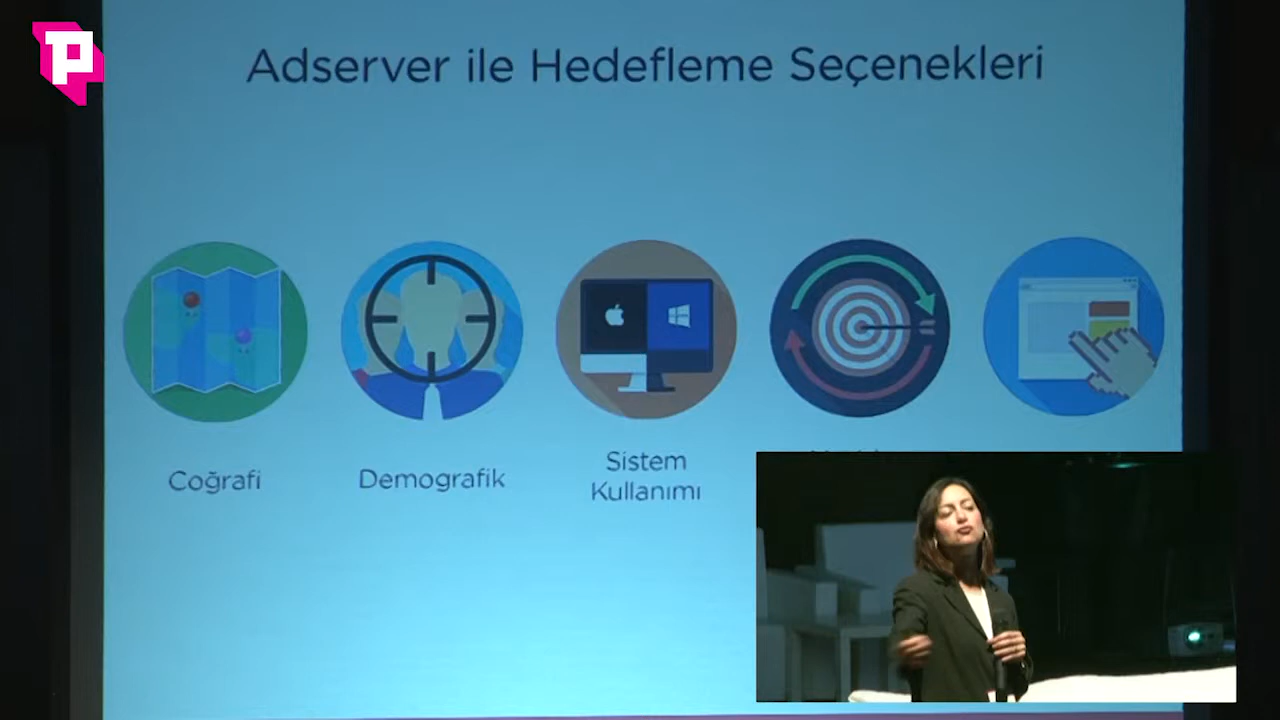 P
Adserver ile Hedefleme Seçenekleri
Coğrafi
Demografik
Sistem
Kullanımı